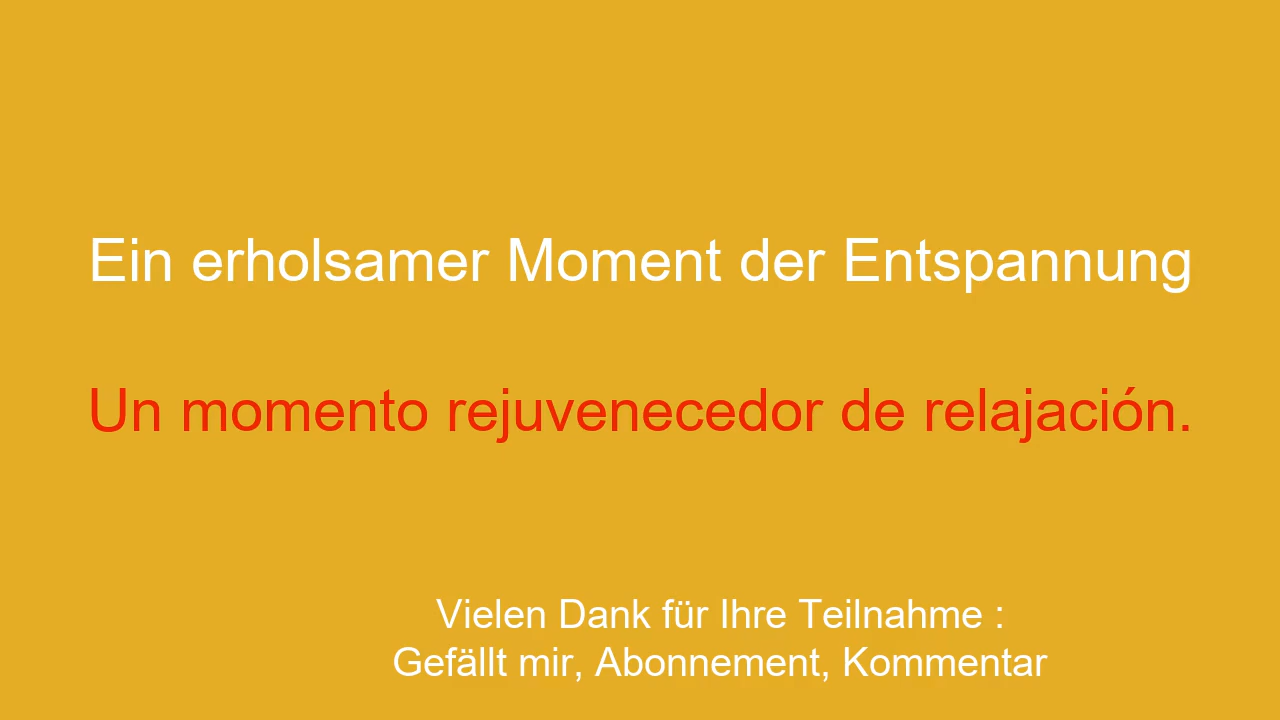 Ein erholsamer Moment der Entspannung
Un momento rejuvenecedor de relajación.
Vielen Dank für Ihre Teilnahme :
Gefällt mir, Abonnement, Kommentar